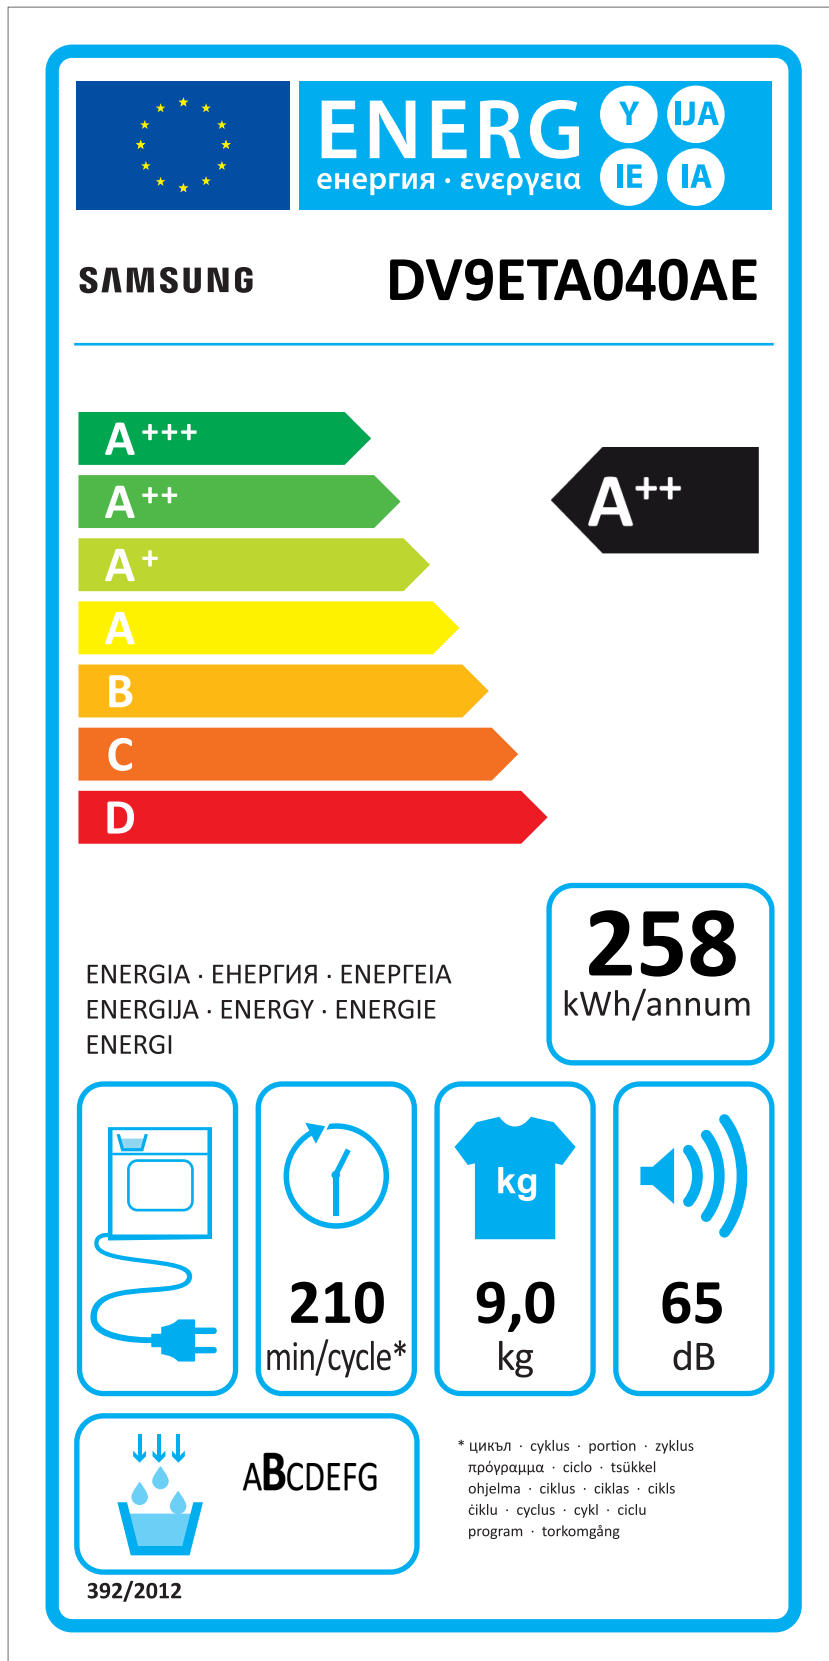 ENERG
Y IJA
IE IA
енергия · ενεργεια
SAMSUNG
DV9ETA040AE
A+++
A++
A++
A+
A
B
C
D
258
kWh/annum
ENERGIA · ЕНЕРГИЯ · ΕΝΕΡΓΕΙΑ
ENERGIJA · ENERGY · ENERGIE
ENERGI
210
min/cycle*
kg
9,0
kg
65
dB
ABCDEFG
* цикъл · cyklus · portion · zyklus
πρόγραμμα · ciclo · tsükkel
ohjelma · ciklus · ciklas · cikls
ċiklu · cyclus · cykl · ciclu
program · torkomgång
392/2012